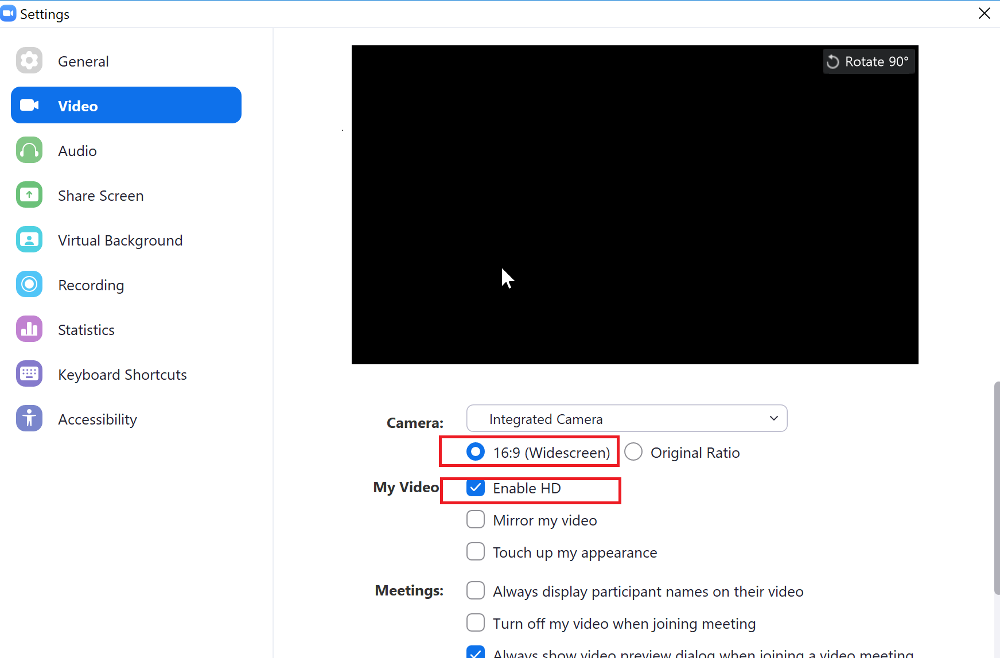 Settings
General
Video
Audio
Share Screen
Virtual Background
Recording
Statistics
Keyboard Shortcuts
Accessibility
Rotate 90°
Camera:
Integrated Camera
16:9 (Widescreen) Original Ratio
My Video
Enable HD
Mirror my video
Touch up my appearance
Meetings:
Always display participant names on their video
Turn off my video when joining meeting
Always show video preview dialog when joining a video meeting